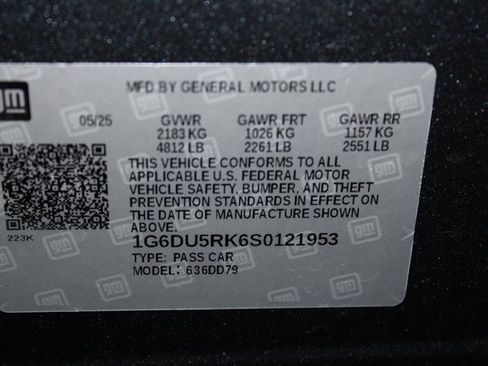 gm
MFD BY GENERAL MOTORS LLC
05/25 GVWR GAWR FRT GAWR RR
2183 KG 1026 KG 1157 KG
4812 LB 2261 LB 2551 LB
THIS VEHICLE CONFORMS TO ALL
APPLICABLE U.S. FEDERAL MOTOR
VEHICLE SAFETY, BUMPER, AND THEFT
PREVENTION STANDARDS IN EFFECT ON
THE DATE OF MANUFACTURE SHOWN
ABOVE.
223K
1G6DU5RK6S0121953
TYPE: PASS CAR
MODEL: 636DD79